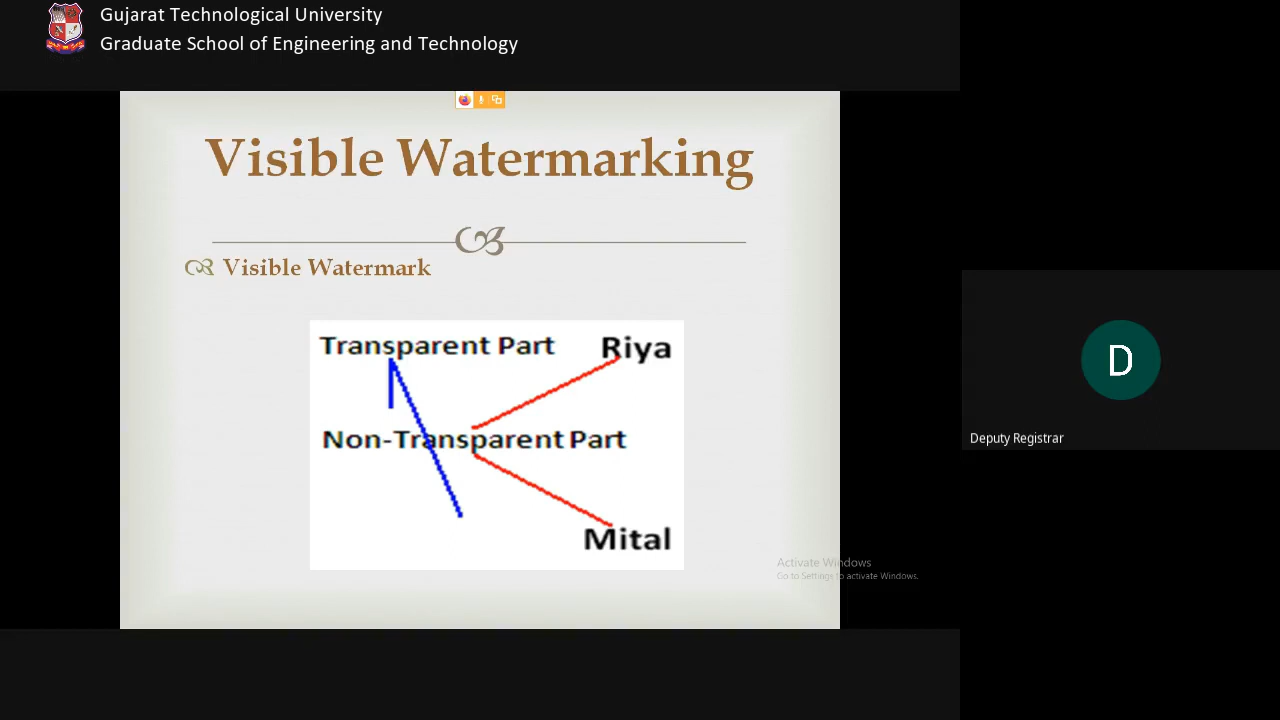 Gujarat Technological University
Graduate School of Engineering and Technology
Visible Watermarking
Visible Watermark
Transparent Part
Riya
Non-Transparent Part
Mital
Activate Windows
Go to Settings to activate Windows.
D
Deputy Registrar